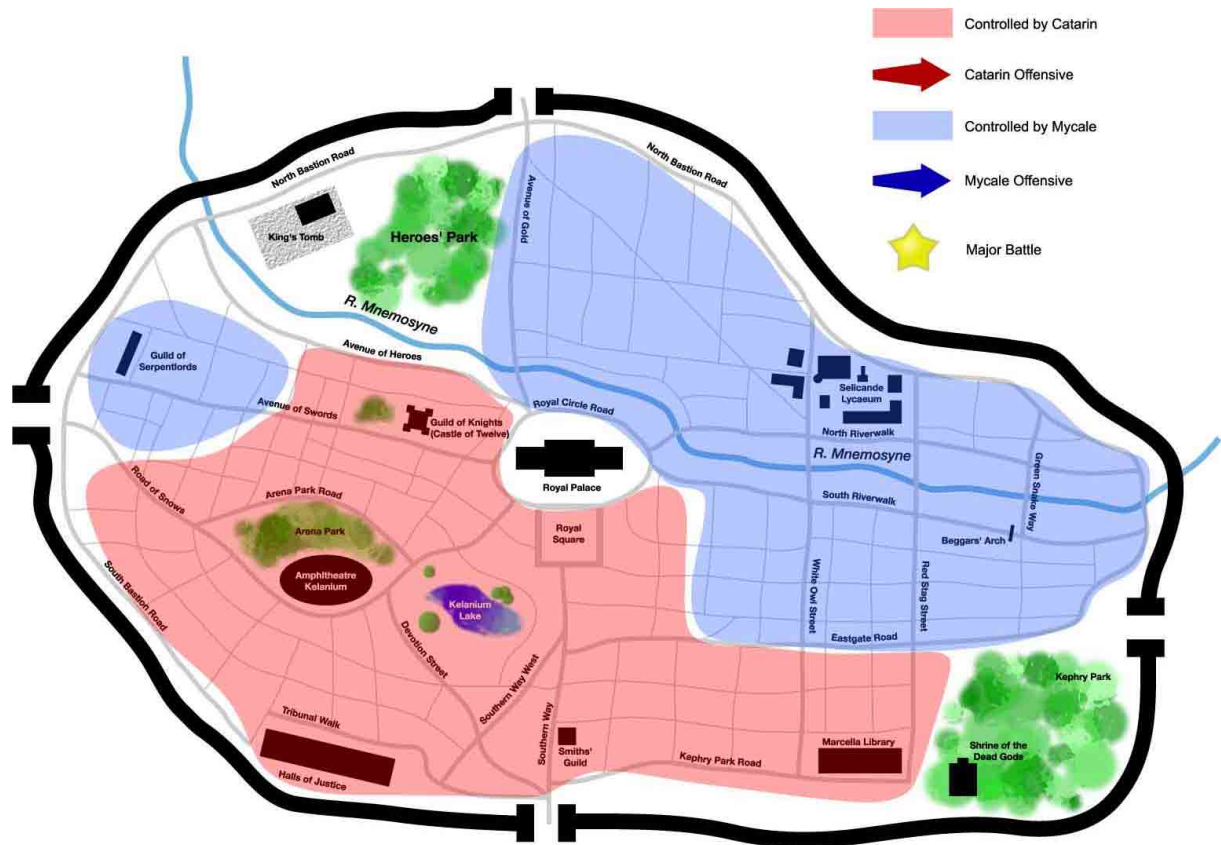 Controlled by Catarin
Catarin Offensive
Controlled by Mycale
Mycale Offensive
Major Battle
North Bastion Road
North Bastion Road
King's Tomb
Heroes' Park
Avenue of Gold
R. Mnemosyne
Guild of
Serpentlords
Avenue of Heroes
Avenue of Swords
Guild of Knights
(Castle of Twelve)
Royal Circle Road
Selicande
Lycaeum
North Riverwalk
R. Mnemosyne
Green Snake Way
Royal Palace
South Riverwalk
Road of Snows
Arena Park Road
Arena Park
Royal
Square
Beggars' Arch
Amphitheatre
Kelanium
South Bastion Road
Kelanium
Lake
White Owl Street
Red Stag Street
Devotion Street
Eastgate Road
Southern Way West
Kephry Park
Tribunal Walk
Southern Way
Smiths'
Guild
Kephry Park Road
Marcella Library
Shrine of the
Dead Gods
Halls of Justice